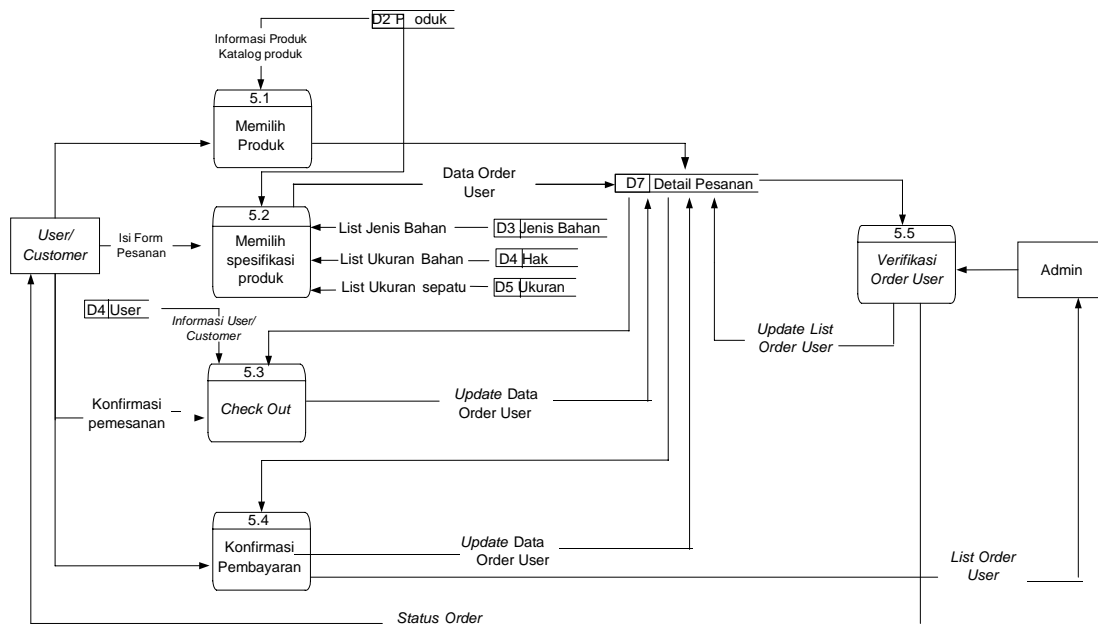 D2 P oduk
Informasi Produk
Katalog produk
5.1
Memilih
Produk
Data Order
User
D7 Detail Pesanan
5.2
Memilih
spesifikasi
produk
List Jenis Bahan
D3 Jenis Bahan
List Ukuran Bahan
D4 Hak
List Ukuran sepatu
D5 Ukuran
User/
Customer
Isi Form
Pesanan
5.5
Verifikasi
Order User
Admin
D4 User
Informasi User/
Customer
Update List
Order User
5.3
Check Out
Update Data
Order User
Konfirmasi
pemesanan
5.4
Konfirmasi
Pembayaran
Update Data
Order User
List Order
User
Status Order